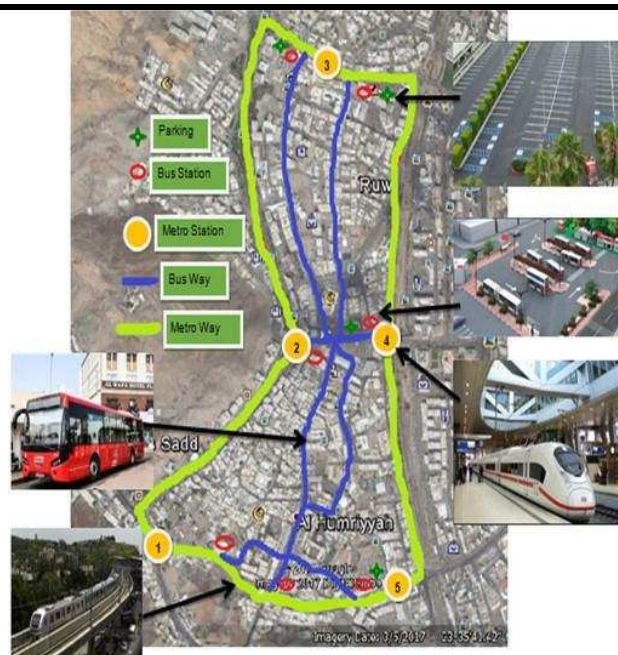 3
Parking
Bus Station
Ruw
Metro Station
Bus Way
Metro Way
2
4
Sadd
Al Humriyyah
1
5
Imagery Date: 3/5/2017